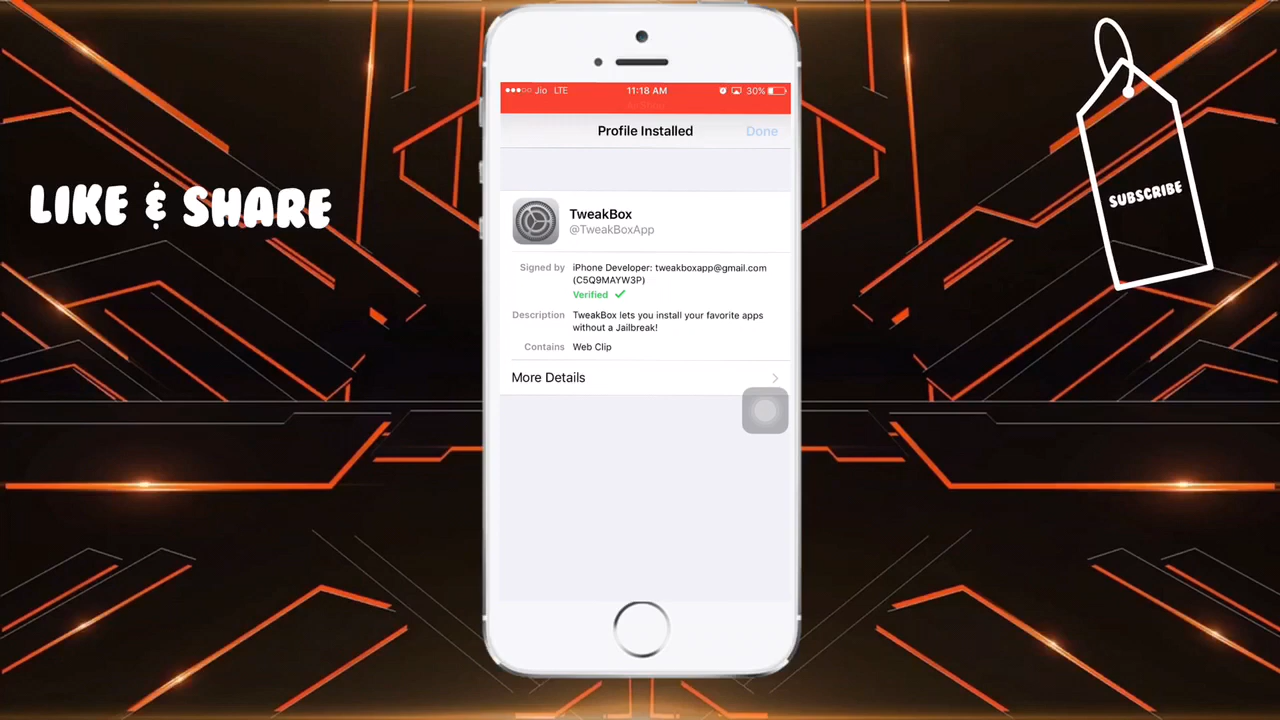 Jio LTE 11:18 AM 30%
Profile Installed Done
TweakBox
@TweakBoxApp
Signed by iPhone Developer: tweakboxapp@gmail.com
(C5Q9MAYW3P)
Verified
Description TweakBox lets you install your favorite apps
without a Jailbreak!
Contains Web Clip
More Details
LIKE & SHARE
SUBSCRIBE